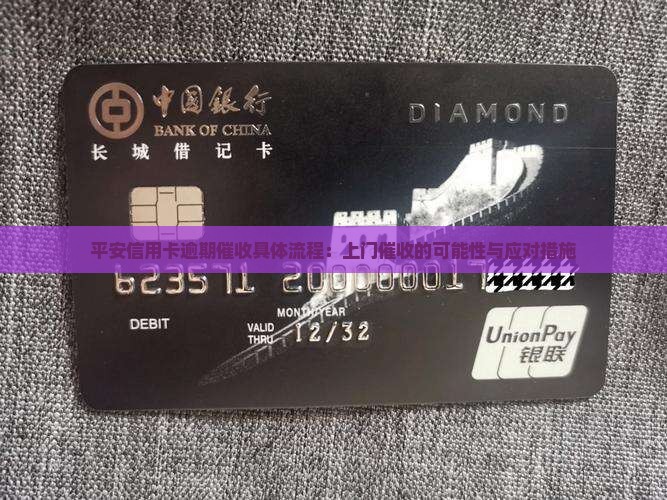 中国銀行
BANK OF CHINA
长城借记卡
DIAMOND
平安信用卡逾期催收具体流程：上门催收的可能性与应对措施
DEBIT
MONTH/YEAR
VALID
THRU
12/32
UnionPay
银联